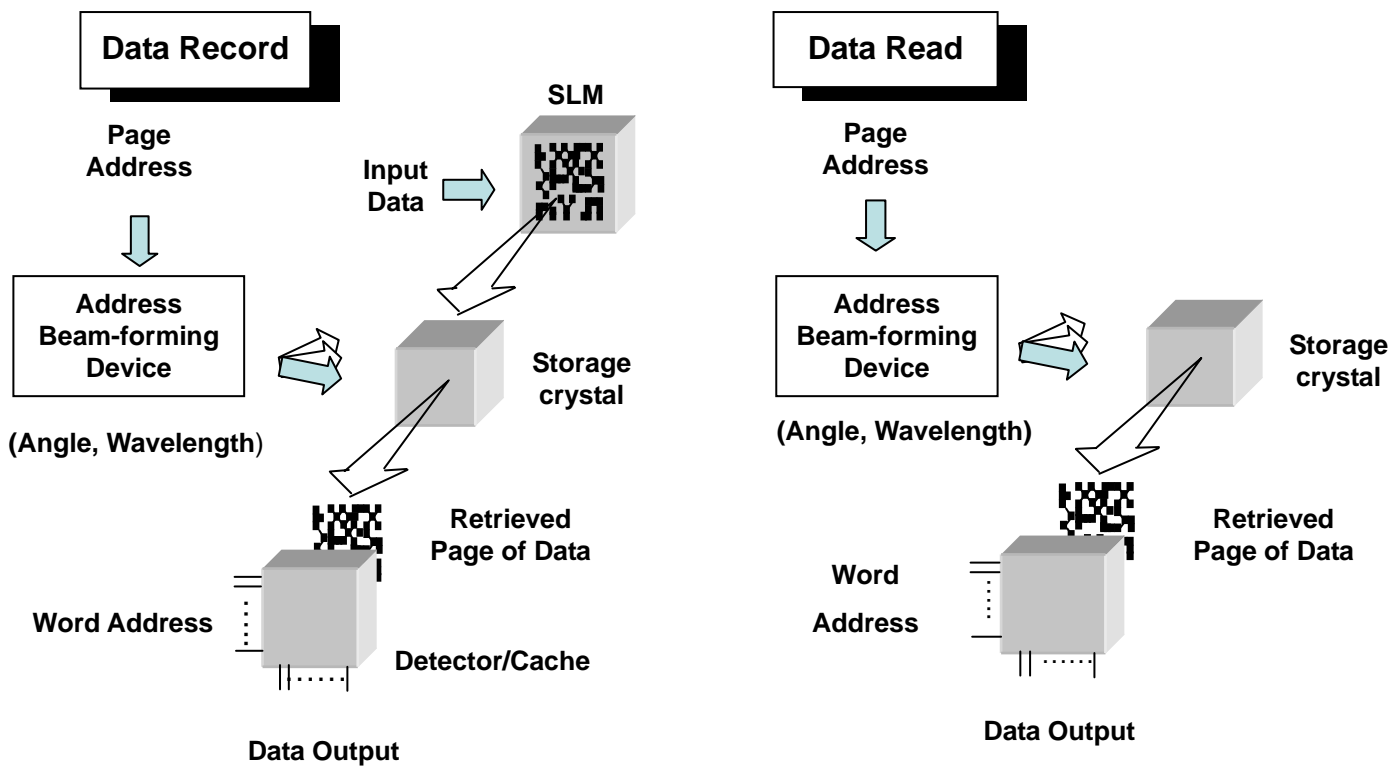 Data Record
Page
Address
SLM
Input
Data
Address
Beam-forming
Device
Storage
crystal
(Angle, Wavelength)
Retrieved
Page of Data
Word Address
Detector/Cache
Data Output
Data Read
Page
Address
Address
Beam-forming
Device
Storage
crystal
(Angle, Wavelength)
Retrieved
Page of Data
Word
Address
Data Output